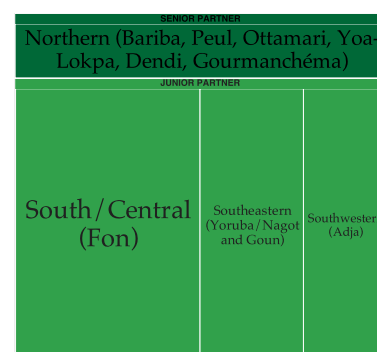 SENIOR PARTNER
Northern (Bariba, Peul, Ottamari, Yoa-
Lokpa, Dendi, Gourmanchéma)
JUNIOR PARTNER
South/Central
(Fon)
Southeastern
(Yoruba/Nagot
and Goun)
Southwester
(Adja)